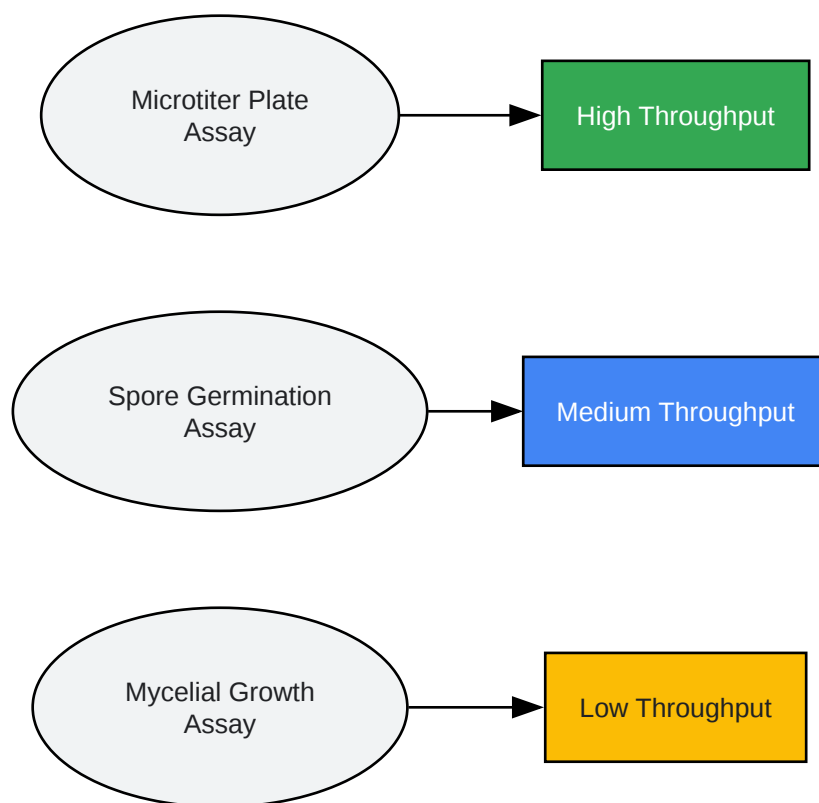 Microtiter Plate
Assay
High Throughput
Spore Germination
Assay
Medium Throughput
Mycelial Growth
Assay
Low Throughput